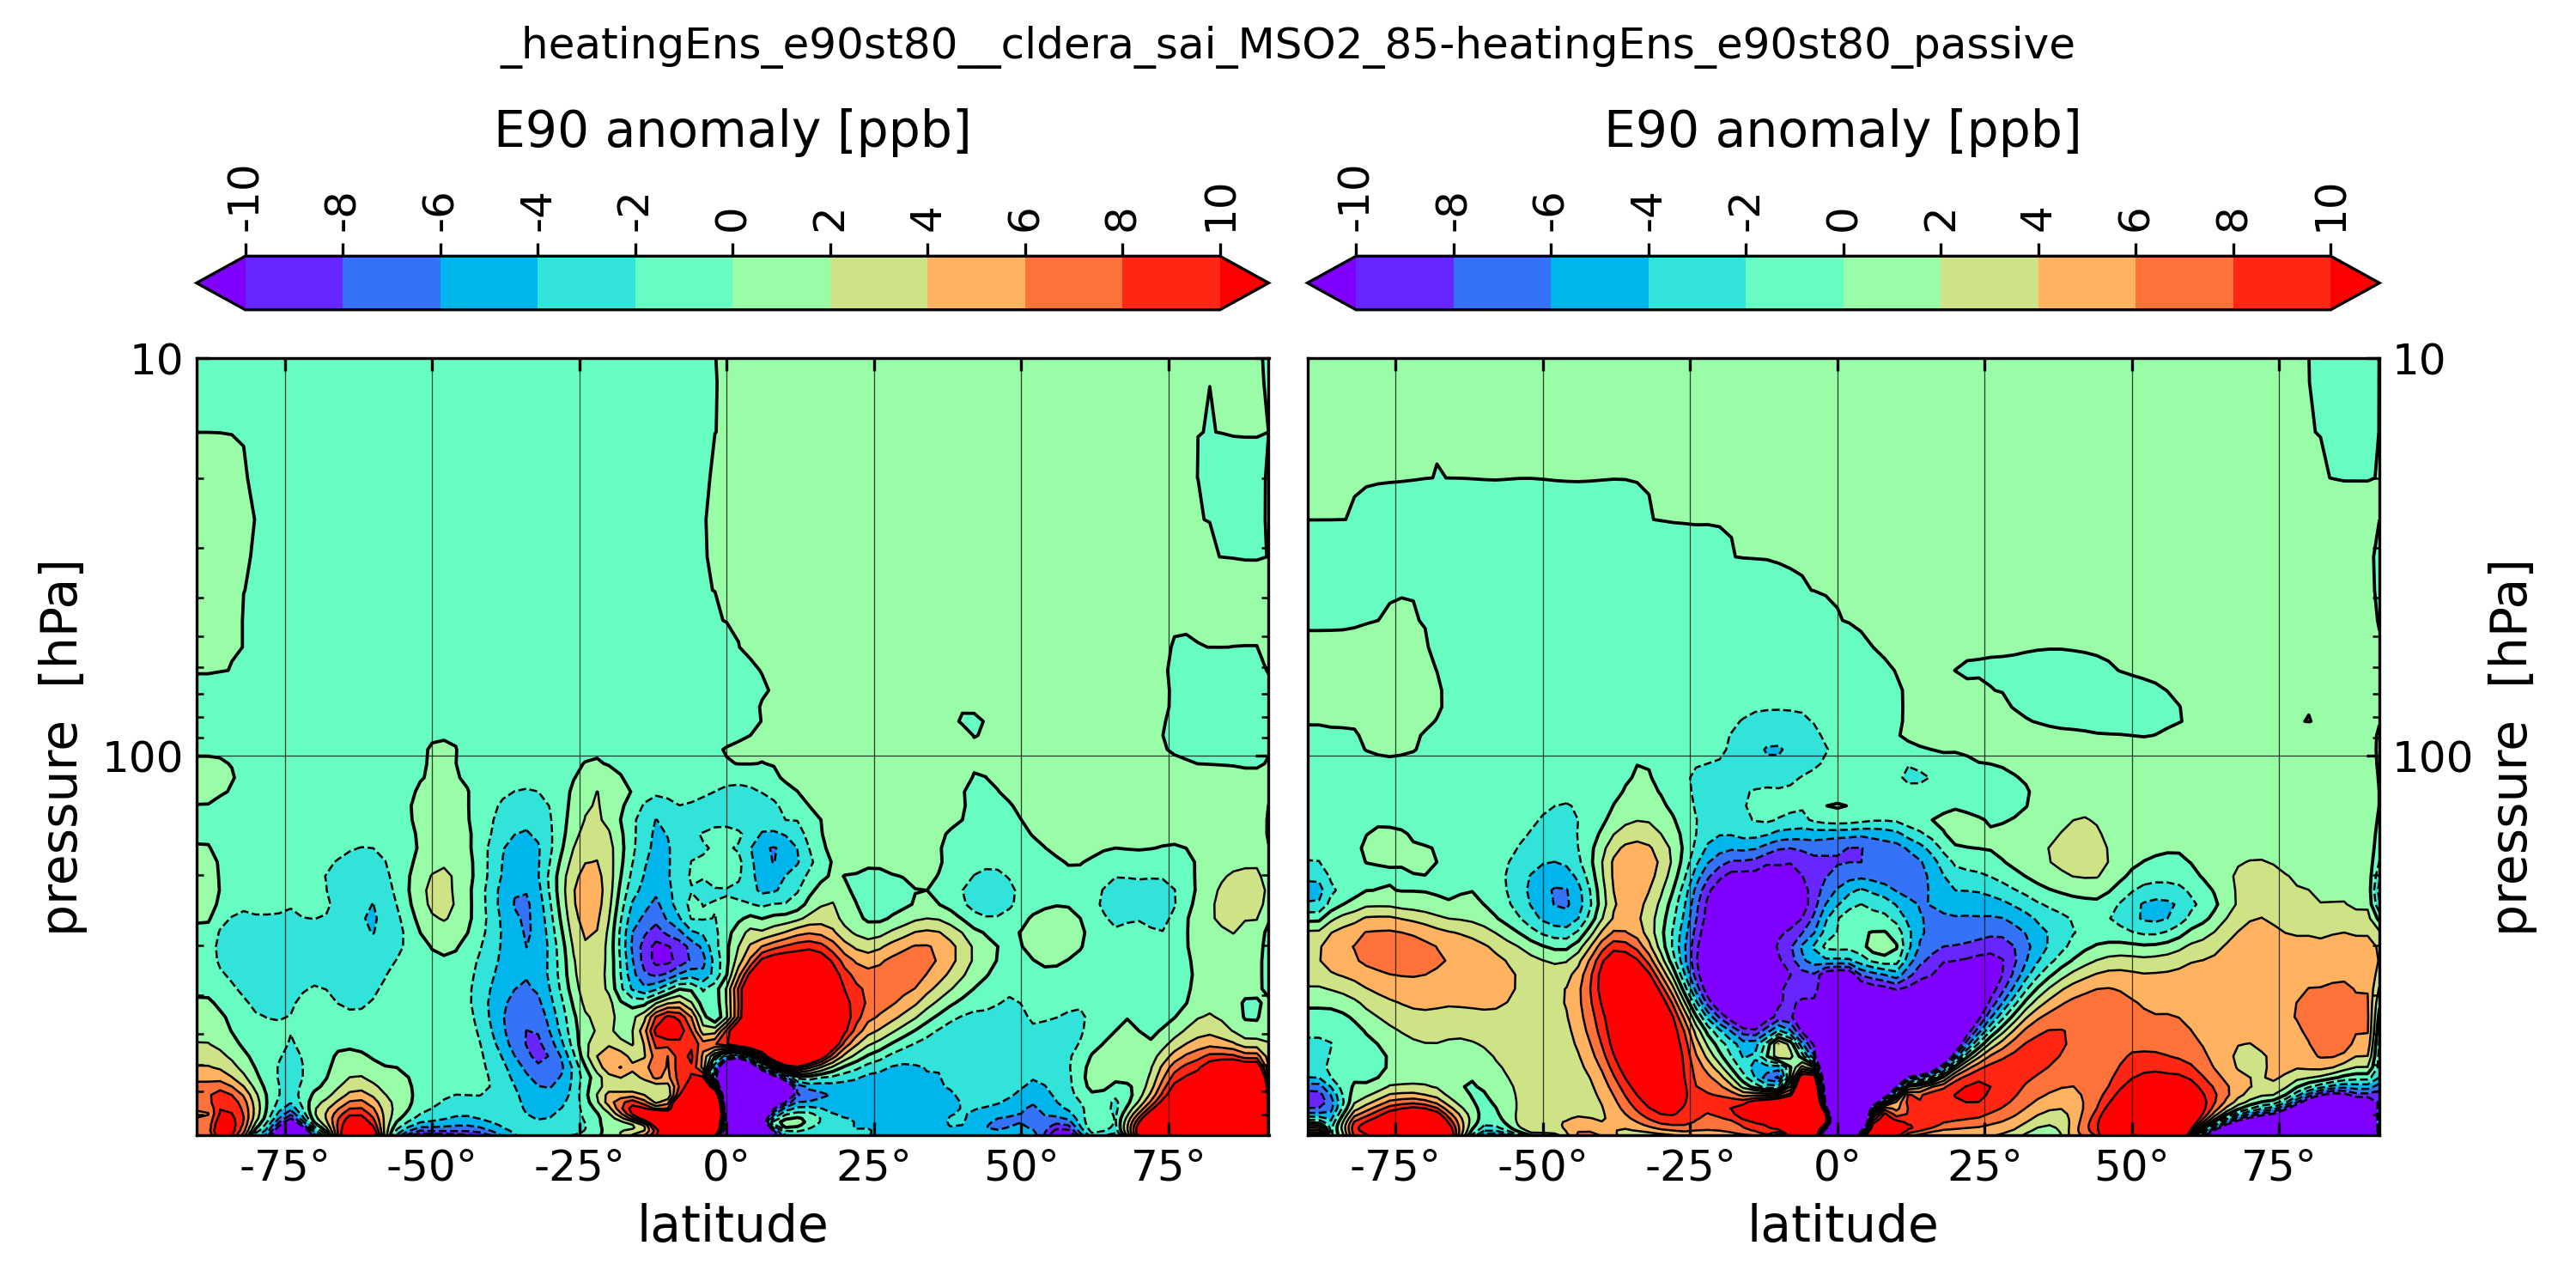 _heatingEns_e90st80__cldera_sai_MSO2_85-heatingEns_e90st80_passive
E90 anomaly [ppb]
-10 -8 -6 -4 -2 0 2 4 6 8 10
E90 anomaly [ppb]
-10 -8 -6 -4 -2 0 2 4 6 8 10
10
100
pressure [hPa]
-75° -50° -25° 0° 25° 50° 75°
latitude
-75° -50° -25° 0° 25° 50° 75°
latitude
10
100
pressure [hPa]